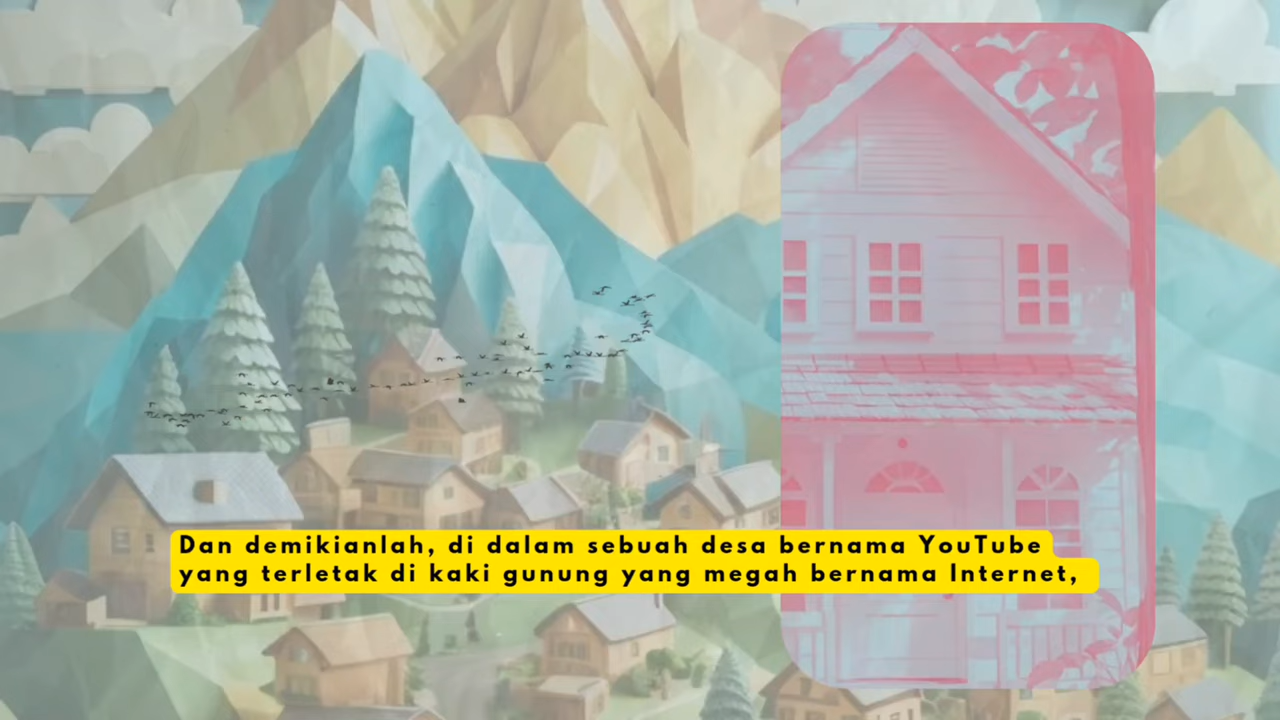 Dan demikianlah, di dalam sebuah desa bernama YouTube
yang terletak di kaki gunung yang megah bernama Internet,